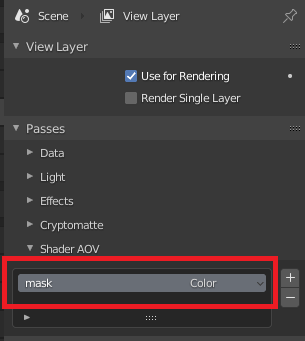 Scene View Layer
View Layer
Use for Rendering
Render Single Layer
Passes
Data
Light
Effects
Cryptomatte
Shader AOV
mask Color